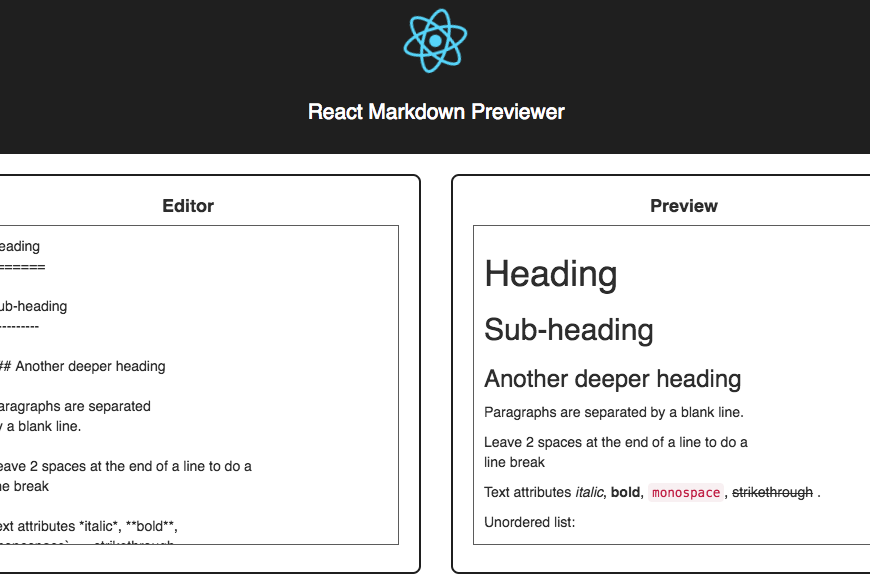 React Markdown Previewer
Editor
eading
======
ub-heading
---------
## Another deeper heading
aragraphs are separated
y a blank line.
eave 2 spaces at the end of a line to do a
ne break
ext attributes *italic*, **bold**,
Preview
Heading
Sub-heading
Another deeper heading
Paragraphs are separated by a blank line.
Leave 2 spaces at the end of a line to do a
line break
Text attributes italic, bold, monospace , strikethrough .
Unordered list: